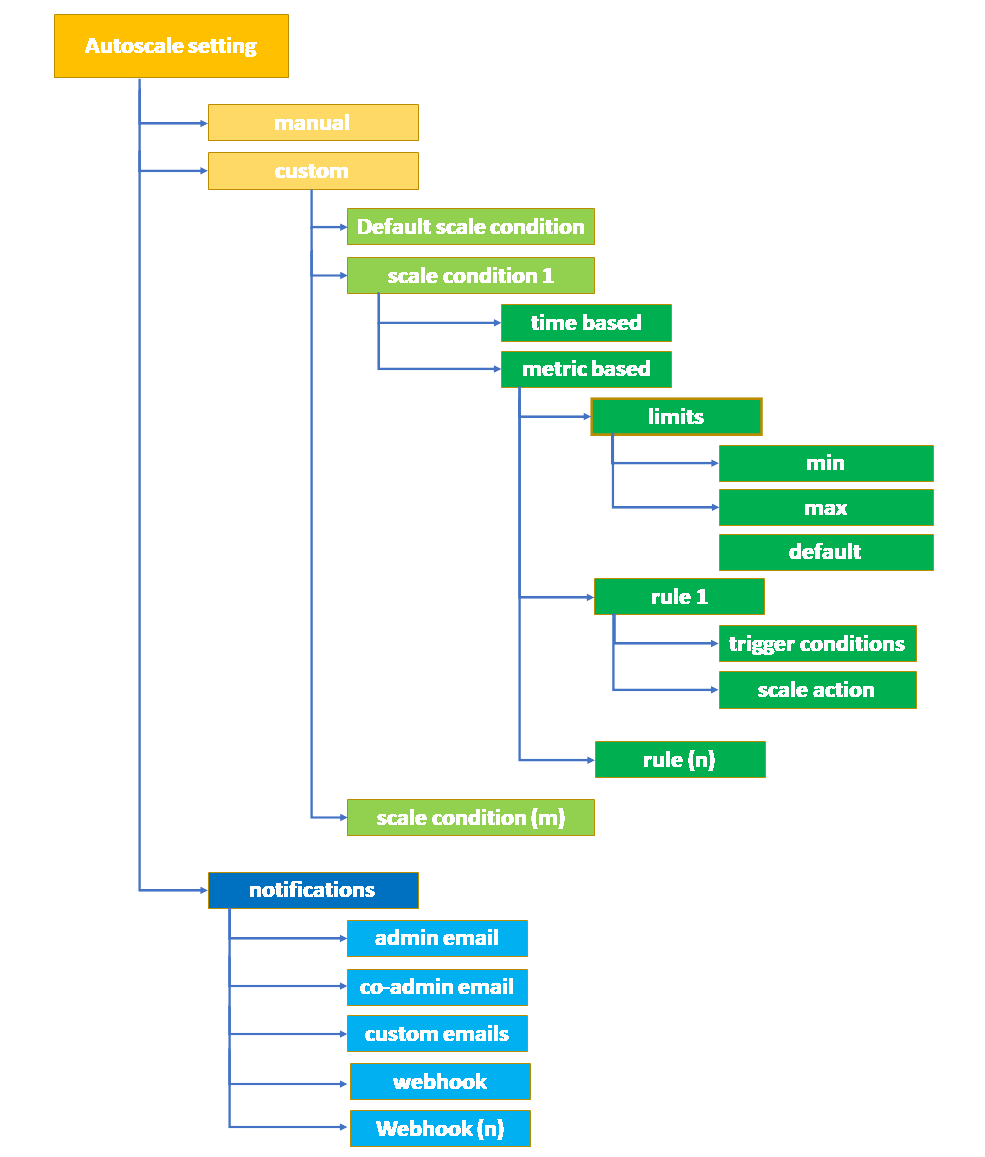 Autoscale setting
manual
custom
Default scale condition
scale condition 1
time based
metric based
limits
min
max
default
rule 1
trigger conditions
scale action
rule (n)
scale condition (m)
notifications
admin email
co-admin email
custom emails
webhook
Webhook (n)